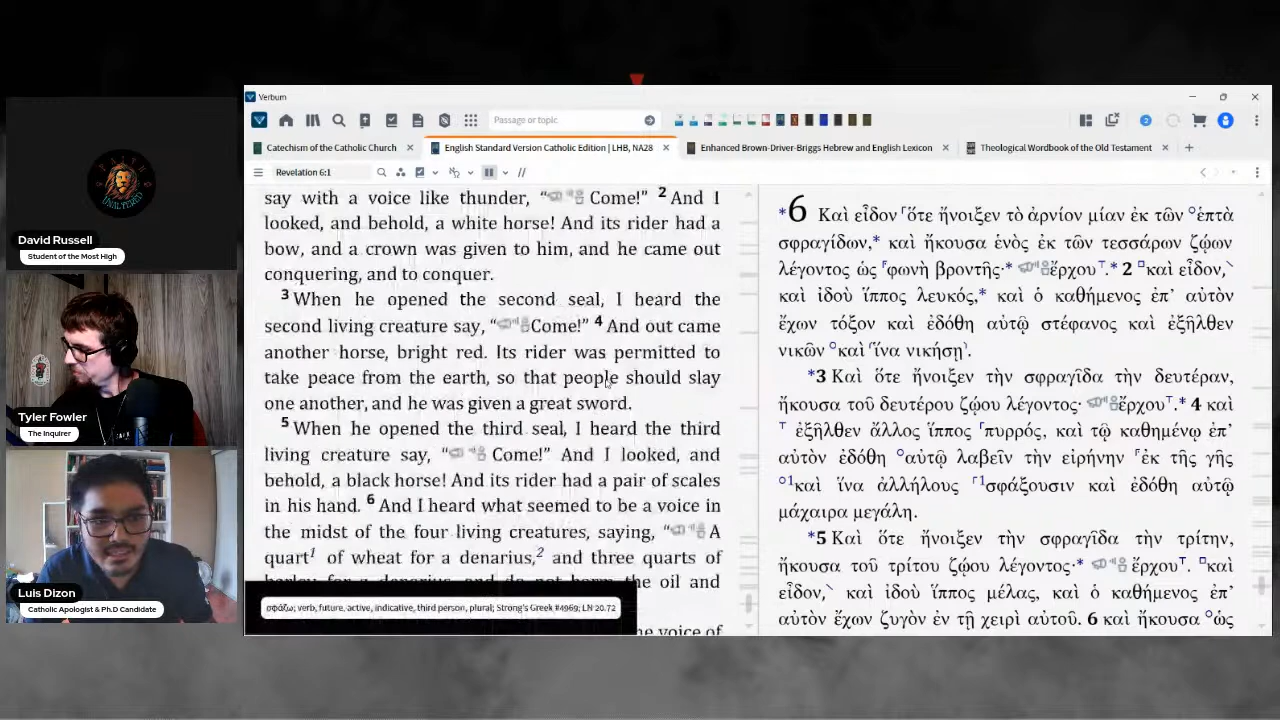 Verbum
Passage or topic
Catechism of the Catholic Church
English Standard Version Catholic Edition | LHB, NA28
Enhanced Brown-Driver-Briggs Hebrew and English Lexicon
Theological Wordbook of the Old Testament
Revelation 6:1
say with a voice like thunder, “Come!” 2 And I
looked, and behold, a white horse! And its rider had a
bow, and a crown was given to him, and he came out
conquering, and to conquer.
3 When he opened the second seal, I heard the
second living creature say, “Come!” 4 And out came
another horse, bright red. Its rider was permitted to
take peace from the earth, so that people should slay
one another, and he was given a great sword.
5 When he opened the third seal, I heard the third
living creature say, “Come!” And I looked, and
behold, a black horse! And its rider had a pair of scales
in his hand. 6 And I heard what seemed to be a voice in
the midst of the four living creatures, saying, “A
quart1 of wheat for a denarius,2 and three quarts of
barley for a denarius, and do not harm the oil and
he voice of
σφάζω; verb, future, active, indicative, third person, plural; Strong's Greek #4969; LN 20.72
*6 Καὶ εἶδον ⸀ὅτε ἤνοιξεν τὸ ἀρνίον μίαν ἐκ τῶν °ἑπτὰ
σφραγίδων,* καὶ ἤκουσα ἑνὸς ἐκ τῶν τεσσάρων ζῴων
λέγοντος ὡς ⸀φωνὴ βροντῆς·* ἔρχου⸆.* 2 ⸋καὶ εἶδον,⸌
καὶ ἰδοὺ ἵππος λευκός,* καὶ ὁ καθήμενος ἐπ’ αὐτὸν
ἔχων τόξον καὶ ἐδόθη αὐτῷ στέφανος καὶ ἐξῆλθεν
νικῶν °καὶ ⸂ἵνα νικήσῃ⸃.
*3 Καὶ ὅτε ἤνοιξεν τὴν σφραγῖδα τὴν δευτέραν,
ἤκουσα τοῦ δευτέρου ζῴου λέγοντος· ἔρχου⸆.* 4 καὶ
⸆ ἐξῆλθεν ἄλλος ἵππος ⸀πυρρός, καὶ τῷ καθημένῳ ἐπ’
αὐτὸν ἐδόθη °αὐτῷ λαβεῖν τὴν εἰρήνην ⸀ἐκ τῆς γῆς
°1καὶ ἵνα ἀλλήλους ⸀1σφάξουσιν καὶ ἐδόθη αὐτῷ
μάχαιρα μεγάλη.
*5 Καὶ ὅτε ἤνοιξεν τὴν σφραγῖδα τὴν τρίτην,
ἤκουσα τοῦ τρίτου ζῴου λέγοντος·* ἔρχου⸆. ⸋καὶ
εἶδον,⸌ καὶ ἰδοὺ ἵππος μέλας, καὶ ὁ καθήμενος ἐπ’
αὐτὸν ἔχων ζυγὸν ἐν τῇ χειρὶ αὐτοῦ. 6 καὶ ἤκουσα °ὡς
David Russell
Student of the Most High
Tyler Fowler
The Inquirer
Luis Dizon
Catholic Apologist & Ph.D Candidate